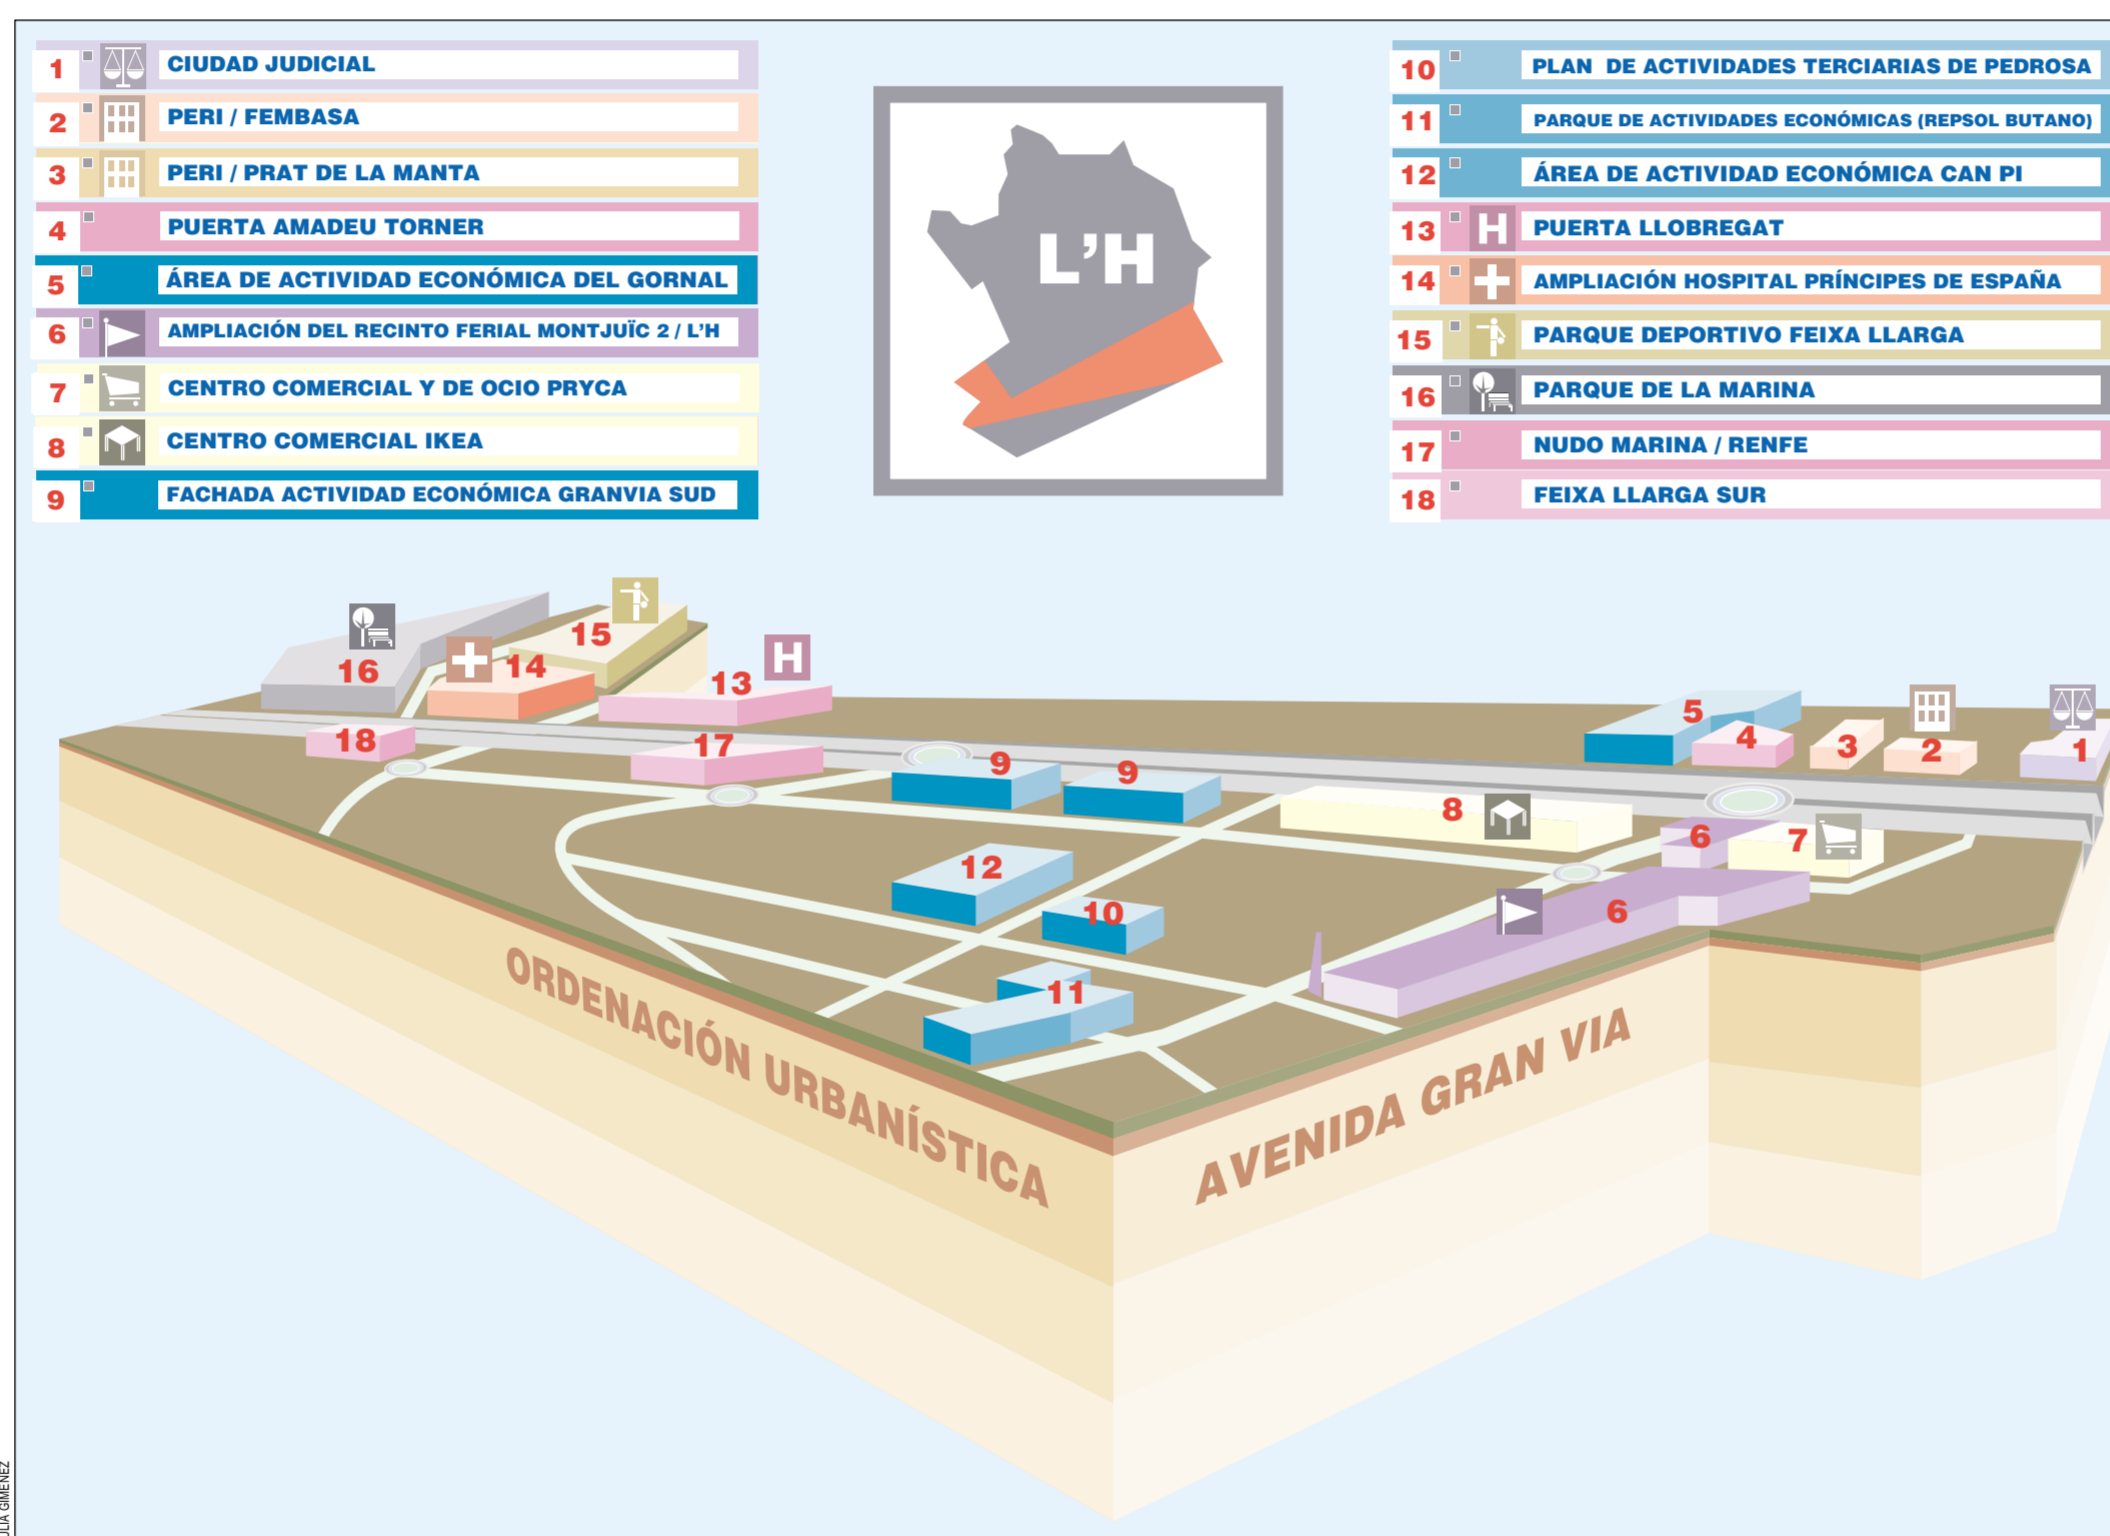 1 CIUDAD JUDICIAL
2 PERI / FEMBASA
3 PERI / PRAT DE LA MANTA
4 PUERTA AMADEU TORNER
5 ÁREA DE ACTIVIDAD ECONÓMICA DEL GORNAL
6 AMPLIACIÓN DEL RECINTO FERIAL MONTJUÏC 2 / L’H
7 CENTRO COMERCIAL Y DE OCIO PRYCA
8 CENTRO COMERCIAL IKEA
9 FACHADA ACTIVIDAD ECONÓMICA GRANVIA SUD
L’H
10 PLAN DE ACTIVIDADES TERCIARIAS DE PEDROSA
11 PARQUE DE ACTIVIDADES ECONÓMICAS (REPSOL BUTANO)
12 ÁREA DE ACTIVIDAD ECONÓMICA CAN PI
13 H PUERTA LLOBREGAT
14 AMPLIACIÓN HOSPITAL PRÍNCIPES DE ESPAÑA
15 PARQUE DEPORTIVO FEIXA LLARGA
16 PARQUE DE LA MARINA
17 NUDO MARINA / RENFE
18 FEIXA LLARGA SUR
15
16
14
13
H
18
17
5
4
3
2
1
9
9
8
6
7
12
10
6
11
ORDENACIÓN URBANÍSTICA
AVENIDA GRAN VIA
GIMÉNEZ